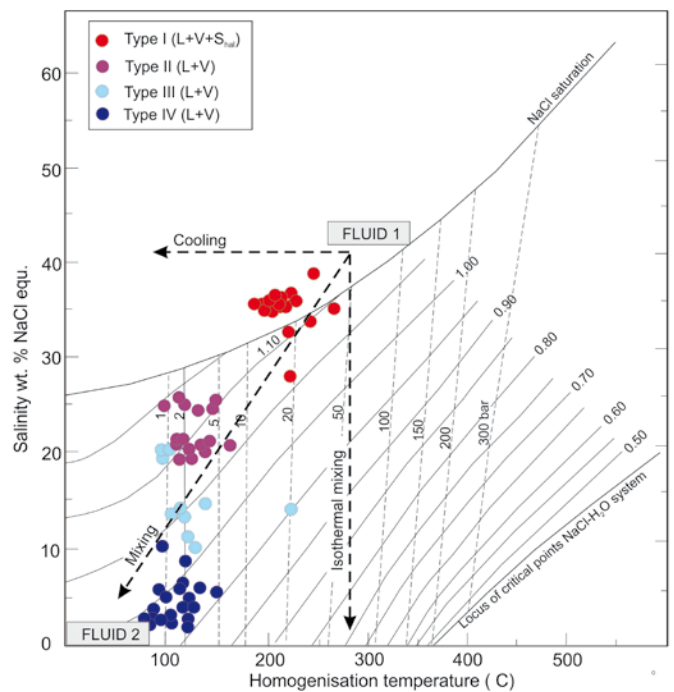 Type I (L+V+Shal)
Type II (L+V)
Type III (L+V)
Type IV (L+V)
NaCl saturation
FLUID 1
Cooling
1.10
1.00
0.90
0.80
0.70
0.60
0.50
1
2
5
10
20
50
100
150
200
300 bar
Mixing
Isothermal mixing
Locus of critical points NaCl-H2O system
FLUID 2
60
50
40
30
20
10
0
Salinity wt. % NaCl equ.
100 200 300 400 500
Homogenisation temperature ( C)